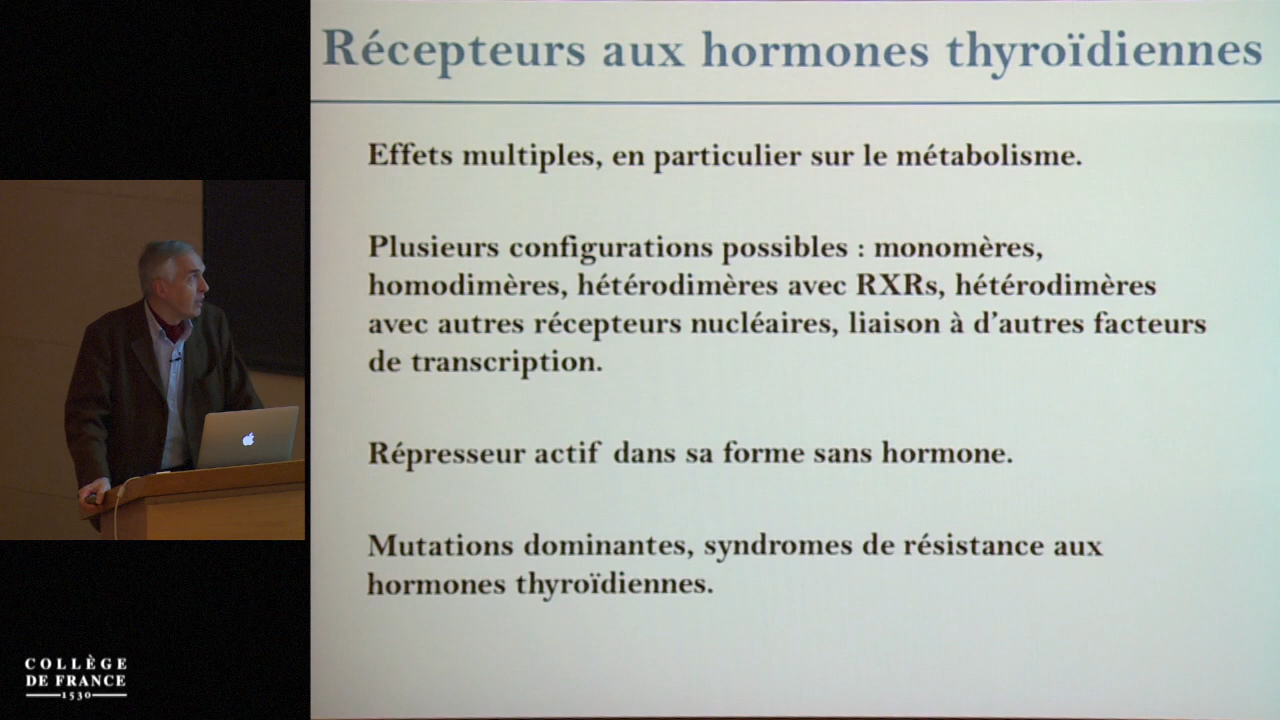 Récepteurs aux hormones thyroïdiennes
Effets multiples, en particulier sur le métabolisme.
Plusieurs configurations possibles : monomères,
homodimères, hétérodimères avec RXRs, hétérodimères
avec autres récepteurs nucléaires, liaison à d’autres facteurs
de transcription.
Répresseur actif dans sa forme sans hormone.
Mutations dominantes, syndromes de résistance aux
hormones thyroïdiennes.
COLLÈGE
DE FRANCE
1530